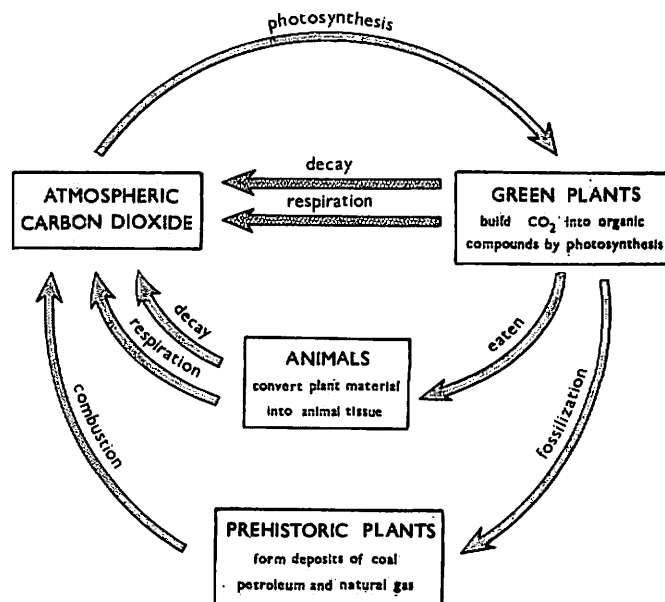 photosynthesis
decay
respiration
ATMOSPHERIC
CARBON DIOXIDE
GREEN PLANTS
build CO₂ into organic
compounds by photosynthesis
decay
respiration
eaten
ANIMALS
convert plant material
into animal tissue
combustion
fossilization
PREHISTORIC PLANTS
form deposits of coal
petroleum and natural gas